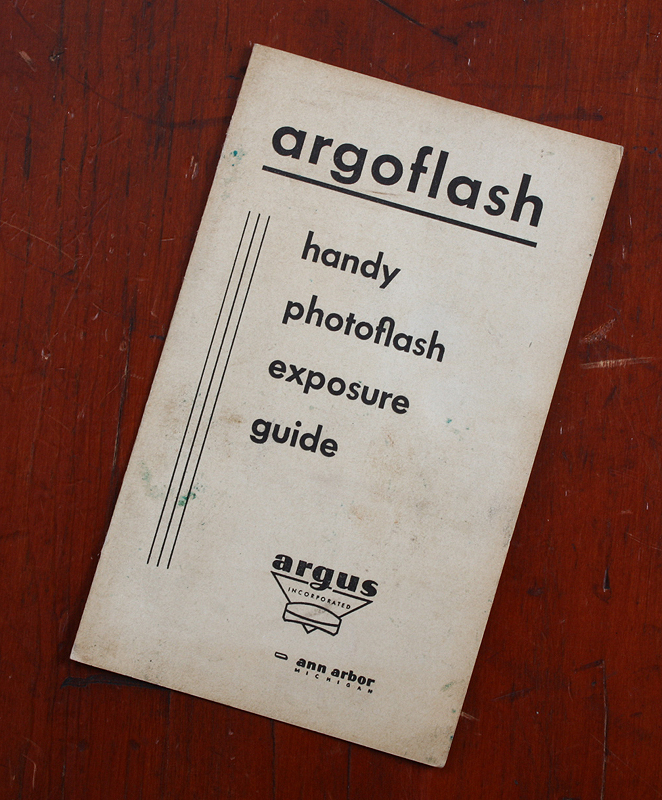 argoflash
handy
photoflash
exposure
guide
argus
INCORPORATED
ann arbor
MICHIGAN